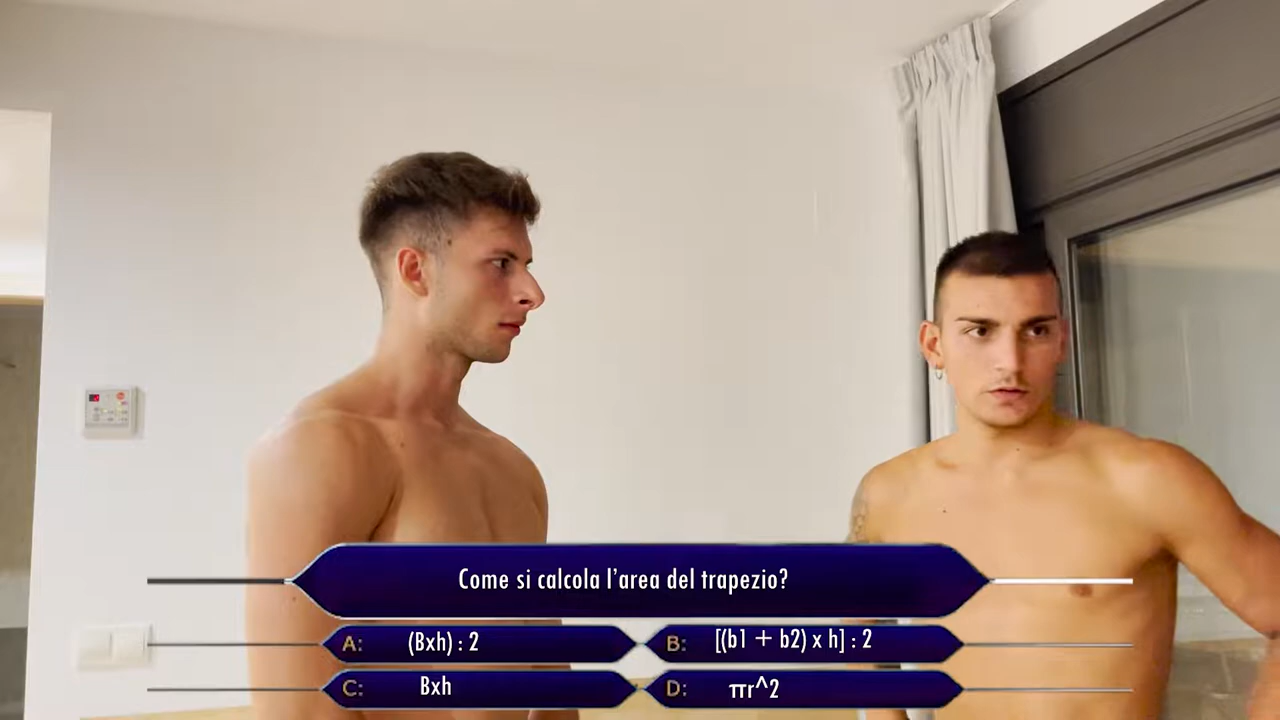 Come si calcola l'area del trapezio?
A: (Bxh) : 2
B: [(b1 + b2) x h] : 2
C: Bxh
D: πr^2